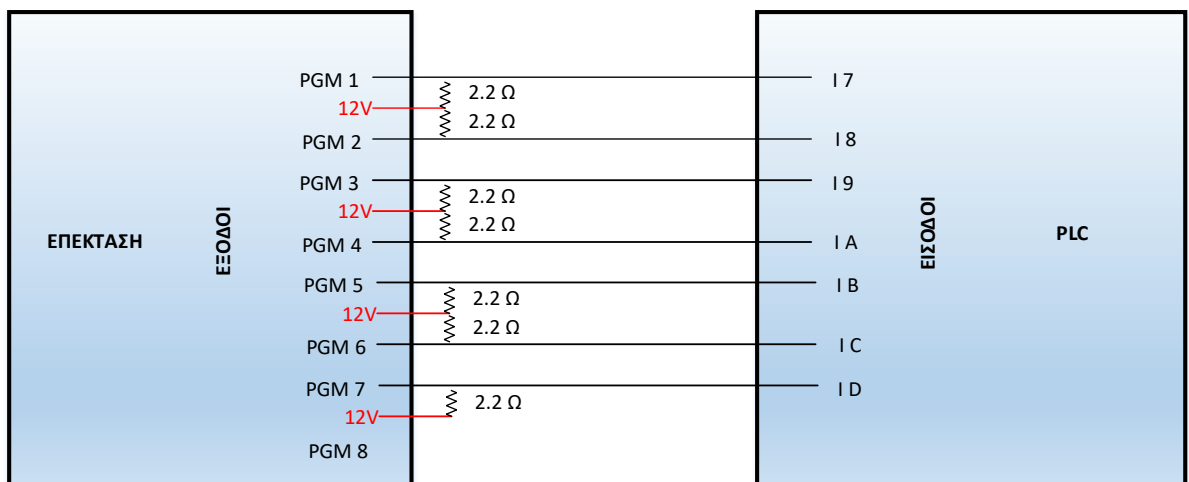 PGM 1
I 7
2.2 Ω
12V
2.2 Ω
PGM 2
I 8
PGM 3
I 9
2.2 Ω
12V
2.2 Ω
ΕΠΕΚΤΑΣΗ
ΕΞΟΔΟΙ
PGM 4
I A
ΕΙΣΟΔΟΙ
PLC
PGM 5
I B
2.2 Ω
12V
2.2 Ω
PGM 6
I C
PGM 7
I D
2.2 Ω
12V
PGM 8